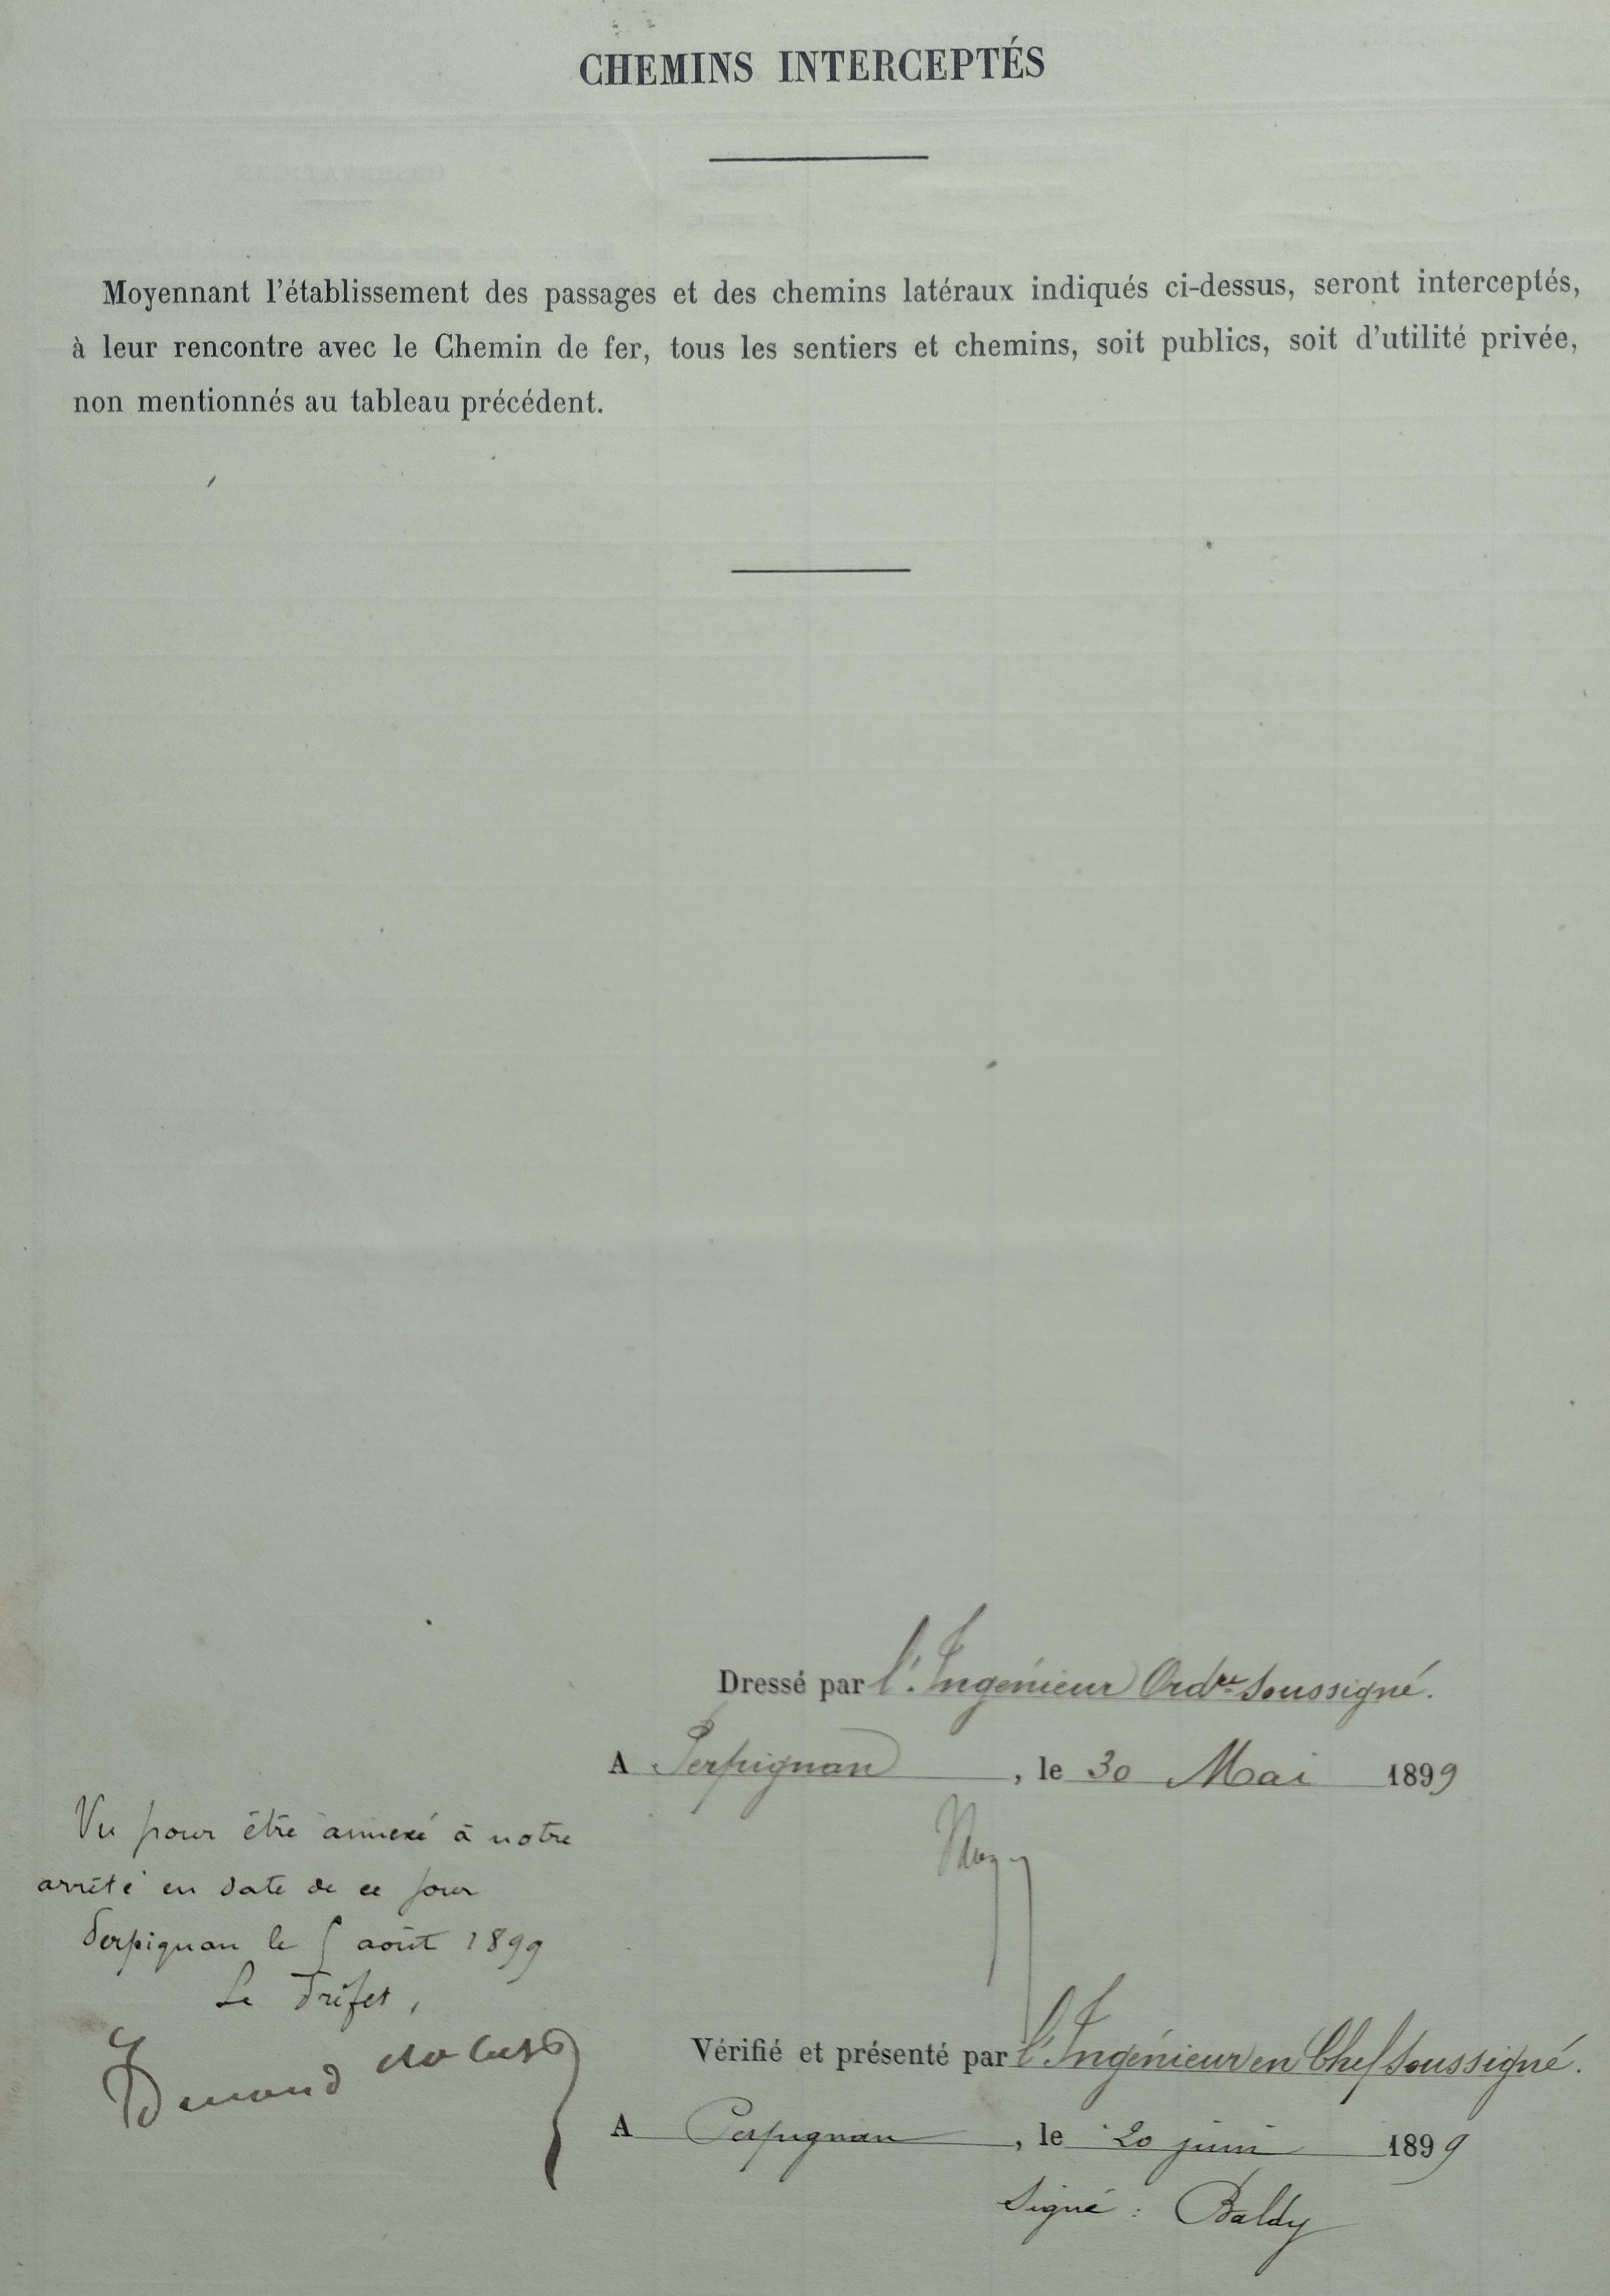 CHEMINS INTERCEPTÉS
Moyennant l'établissement des passages et des chemins latéraux indiqués ci-dessus, seront interceptés,
à leur rencontre avec le Chemin de fer, tous les sentiers et chemins, soit publics, soit d'utilité privée,
non mentionnés au tableau précédent.
Dressé par l'Ingénieur Ord.re soussigné.
A Perpignan, le 30 Mai 1899
Vu pour être annexé à notre
arrêté en date de ce jour
Perpignan le 5 août 1899
Le Préfet,
Vérifié et présenté par l'Ingénieur en Chef soussigné.
A Perpignan, le 20 juin 1899
Signé : Baldy